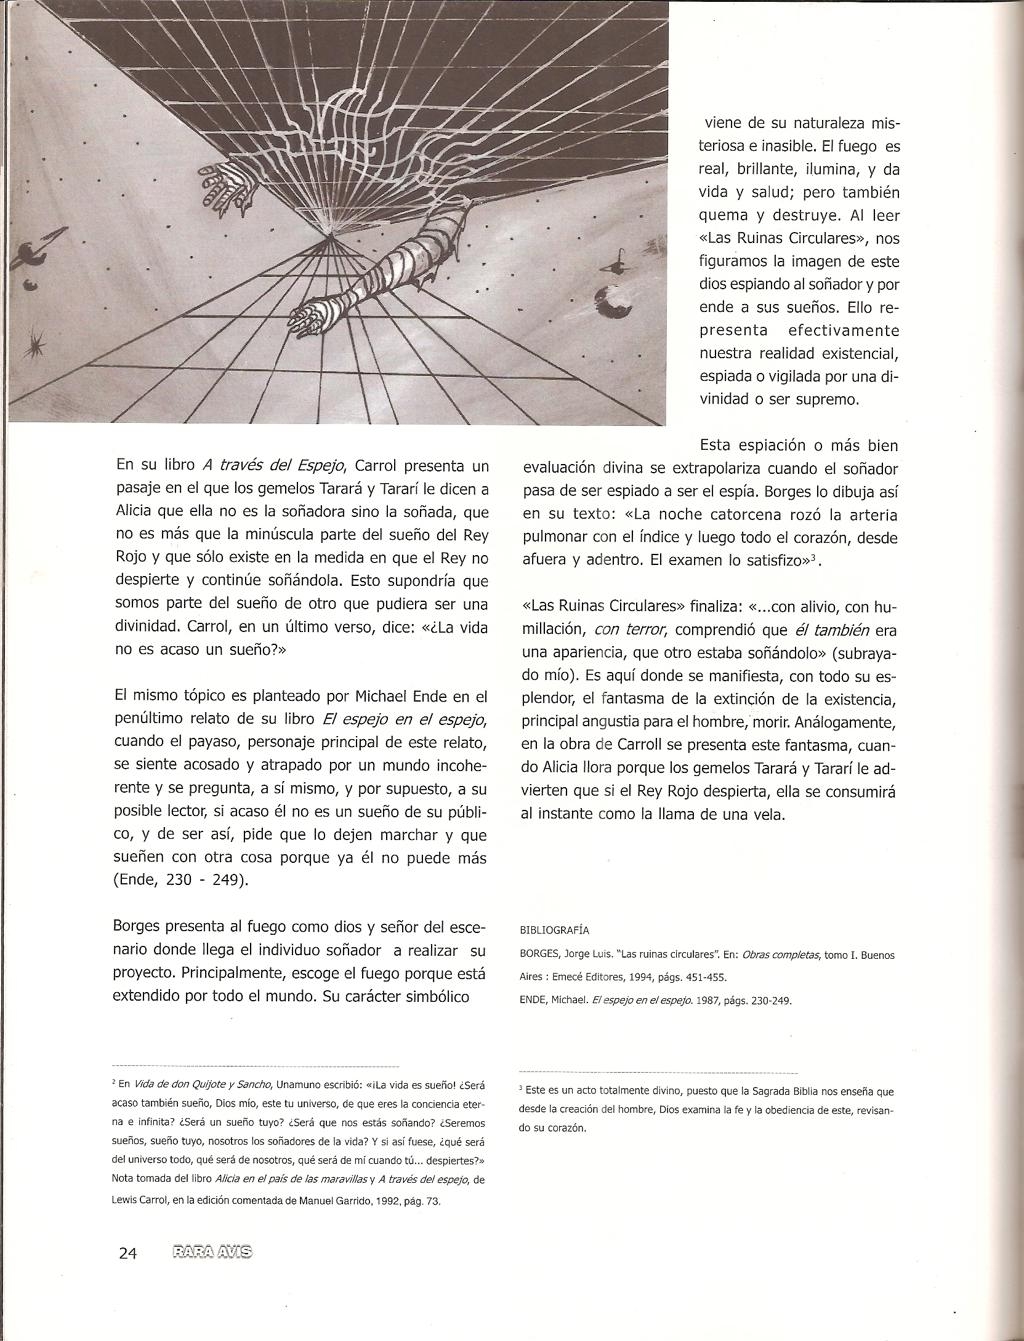 En su libro A través del Espejo, Carrol presenta un
pasaje en el que los gemelos Tarará y Tararí le dicen a
Alicia que ella no es la soñadora sino la soñada, que
no es más que la minúscula parte del sueño del Rey
Rojo y que sólo existe en la medida en que el Rey no
despierte y continúe soñándola. Esto supondría que
somos parte del sueño de otro que pudiera ser una
divinidad. Carrol, en un último verso, dice: «¿La vida
no es acaso un sueño?»
El mismo tópico es planteado por Michael Ende en el
penúltimo relato de su libro El espejo en el espejo,
cuando el payaso, personaje principal de este relato,
se siente acosado y atrapado por un mundo incohe-
rente y se pregunta, a sí mismo, y por supuesto, a su
posible lector, si acaso él no es un sueño de su públi-
co, y de ser así, pide que lo dejen marchar y que
sueñen con otra cosa porque ya él no puede más
(Ende, 230 - 249).
Borges presenta al fuego como dios y señor del esce-
nario donde llega el individuo soñador a realizar su
proyecto. Principalmente, escoge el fuego porque está
extendido por todo el mundo. Su carácter simbólico
viene de su naturaleza mis-
teriosa e inasible. El fuego es
real, brillante, ilumina, y da
vida y salud; pero también
quema y destruye. Al leer
«Las Ruinas Circulares», nos
figuramos la imagen de este
dios espiando al soñador y por
ende a sus sueños. Ello re-
presenta efectivamente
nuestra realidad existencial,
espiada o vigilada por una di-
vinidad o ser supremo.
Esta espiación o más bien
evaluación divina se extrapolariza cuando el soñador
pasa de ser espiado a ser el espía. Borges lo dibuja así
en su texto: «La noche catorcena rozó la arteria
pulmonar con el índice y luego todo el corazón, desde
afuera y adentro. El examen lo satisfizo»³.
«Las Ruinas Circulares» finaliza: «...con alivio, con hu-
millación, con terror, comprendió que él también era
una apariencia, que otro estaba soñándolo» (subraya-
do mío). Es aquí donde se manifiesta, con todo su es-
plendor, el fantasma de la extinción de la existencia,
principal angustia para el hombre, morir. Análogamente,
en la obra de Carroll se presenta este fantasma, cuan-
do Alicia llora porque los gemelos Tarará y Tararí le ad-
vierten que si el Rey Rojo despierta, ella se consumirá
al instante como la llama de una vela.
BIBLIOGRAFÍA
BORGES, Jorge Luis. "Las ruinas circulares". En: Obras completas, tomo I. Buenos
Aires : Emecé Editores, 1994, págs. 451-455.
ENDE, Michael. El espejo en el espejo. 1987, págs. 230-249.
² En Vida de don Quijote y Sancho, Unamuno escribió: «¡La vida es sueño! ¿Será
acaso también sueño, Dios mío, este tu universo, de que eres la conciencia eter-
na e infinita? ¿Será un sueño tuyo? ¿Será que nos estás soñando? ¿Seremos
sueños, sueño tuyo, nosotros los soñadores de la vida? Y si así fuese, ¿qué será
del universo todo, qué será de nosotros, qué será de mí cuando tú... despiertes?»
Nota tomada del libro Alicia en el país de las maravillas y A través del espejo, de
Lewis Carrol, en la edición comentada de Manuel Garrido, 1992, pág. 73.
³ Este es un acto totalmente divino, puesto que la Sagrada Biblia nos enseña que
desde la creación del hombre, Dios examina la fe y la obediencia de este, revisan-
do su corazón.
24 RARA AVIS